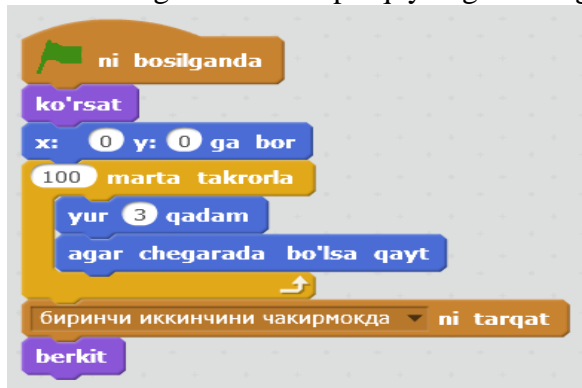 ni bosilganda
ko'rsat
x: 0 y: 0 ga bor
100 marta takrorla
yur 3 qadam
agar chegarada bo'lsa qayt
биринчи иккинчини чакирмокда ni tarqat
berkit